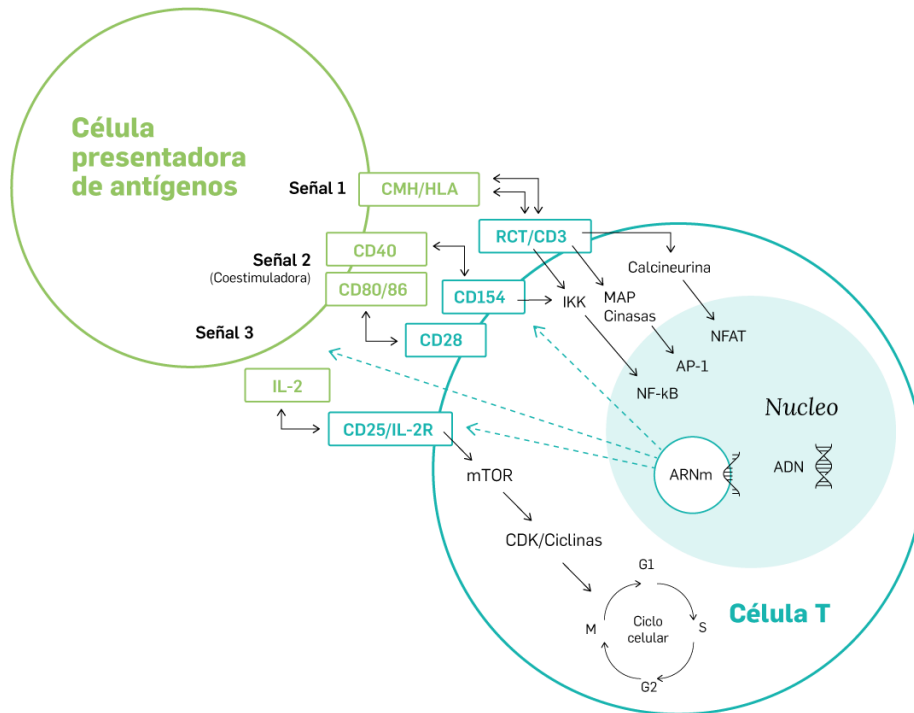 Célula
presentadora
de antígenos
Señal 1
CMH/HLA
RCT/CD3
Señal 2
(Coestimuladora)
CD40
CD80/86
CD154
CD28
Señal 3
IL-2
CD25/IL-2R
Calcineurina
IKK
MAP
Cinasas
NFAT
AP-1
NF-kB
Nucleo
ARNm
ADN
mTOR
CDK/Ciclinas
G1
M
Ciclo
celular
S
G2
Célula T